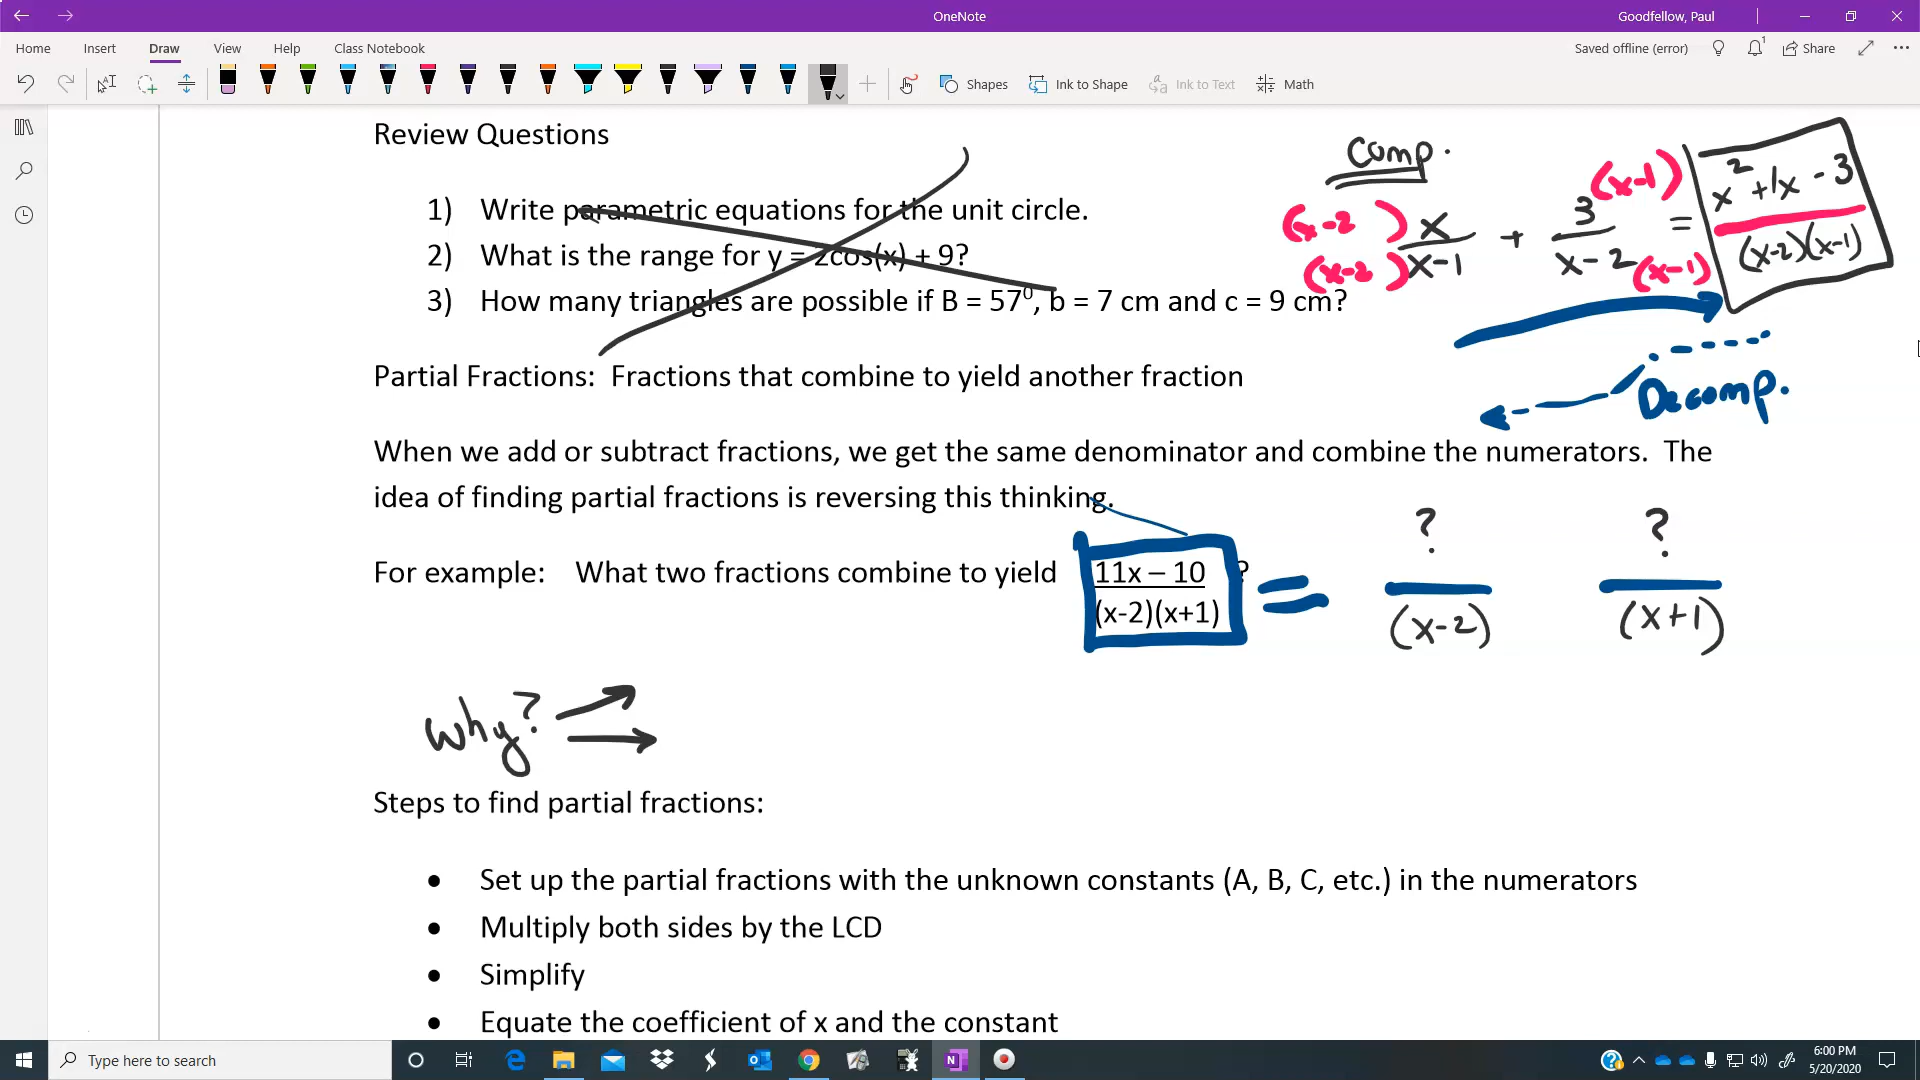 OneNote
Goodfellow, Paul
Home Insert Draw View Help Class Notebook
Saved offline (error) 1 Share
Shapes Ink to Shape Ink to Text Math
Review Questions
1) Write parametric equations for the unit circle.
2) What is the range for y = 2cos(x) + 9?
3) How many triangles are possible if B = 57⁰, b = 7 cm and c = 9 cm?
Comp.
(x-2) x + 3 (x-1) = x² + 1x - 3
(x-2) x-1 x-2 (x-1) (x-2)(x-1)
Decomp.
Partial Fractions: Fractions that combine to yield another fraction
When we add or subtract fractions, we get the same denominator and combine the numerators. The
idea of finding partial fractions is reversing this thinking.
For example: What two fractions combine to yield 11x – 10 ? = ? ?
(x-2)(x+1) (x-2) (x+1)
Why?
Steps to find partial fractions:
• Set up the partial fractions with the unknown constants (A, B, C, etc.) in the numerators
• Multiply both sides by the LCD
• Simplify
• Equate the coefficient of x and the constant
Type here to search
6:00 PM
5/20/2020